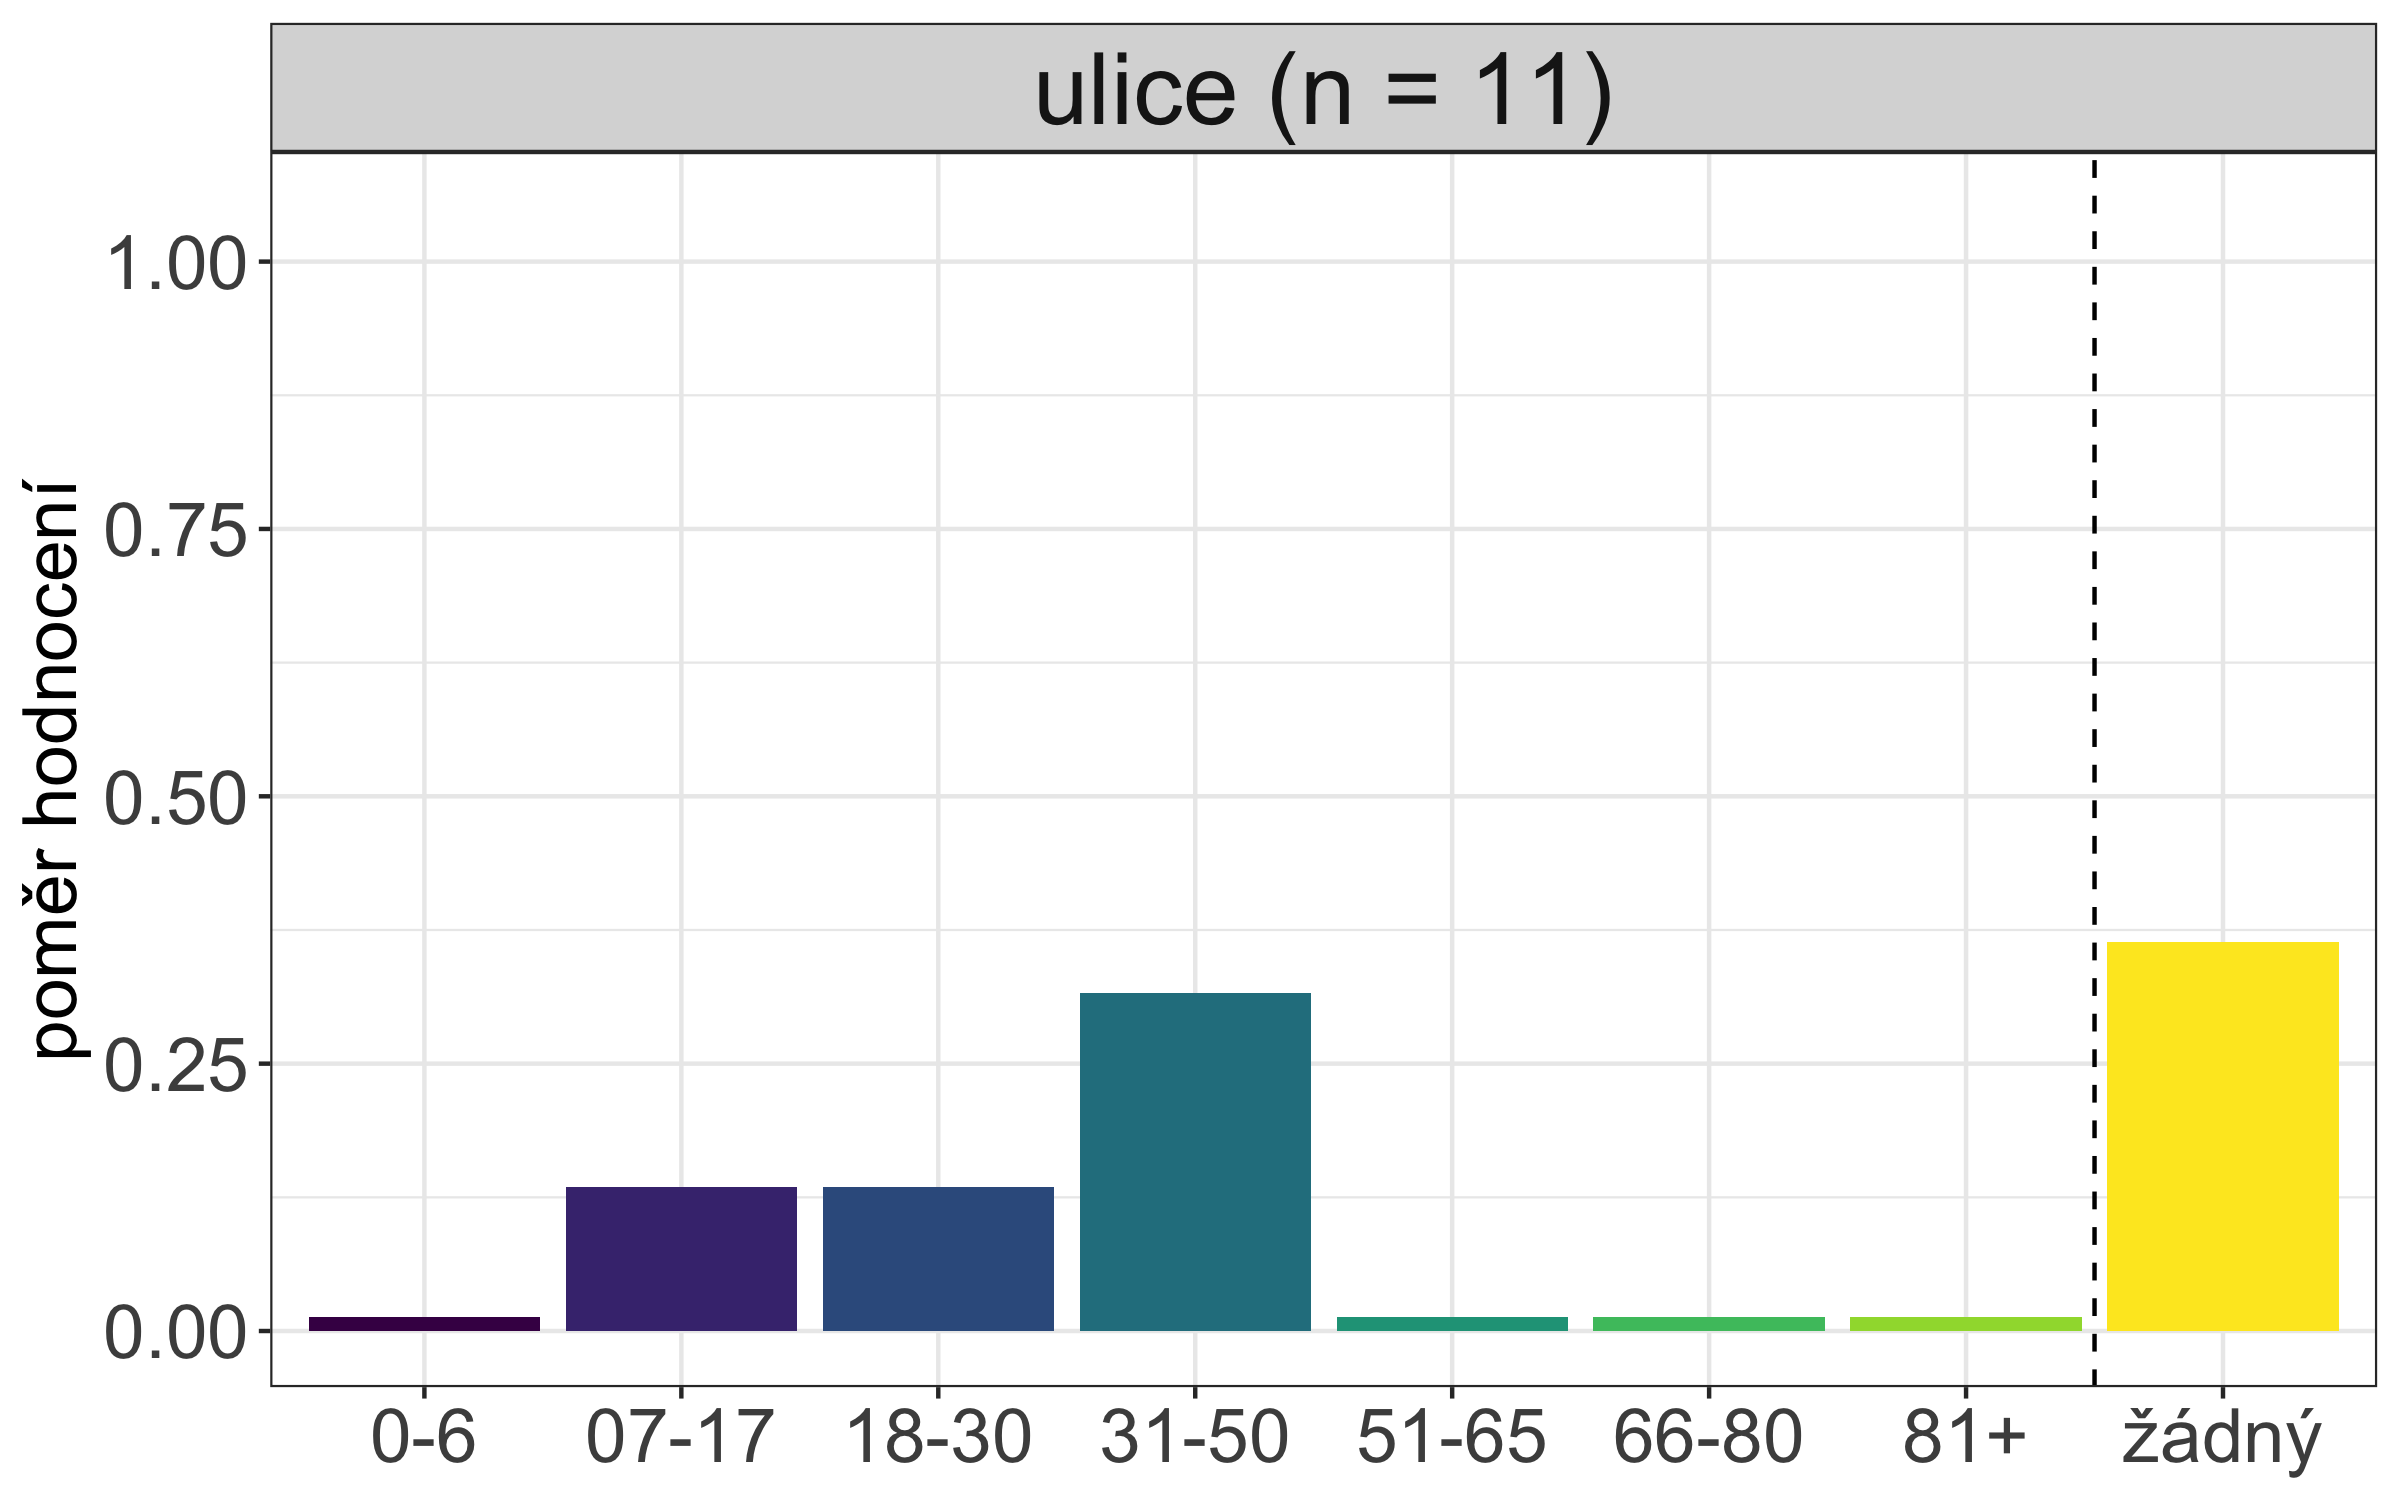 ulice (n = 11)
poměr hodnocení
1.00
0.75
0.50
0.25
0.00
0-6 07-17 18-30 31-50 51-65 66-80 81+ žádný